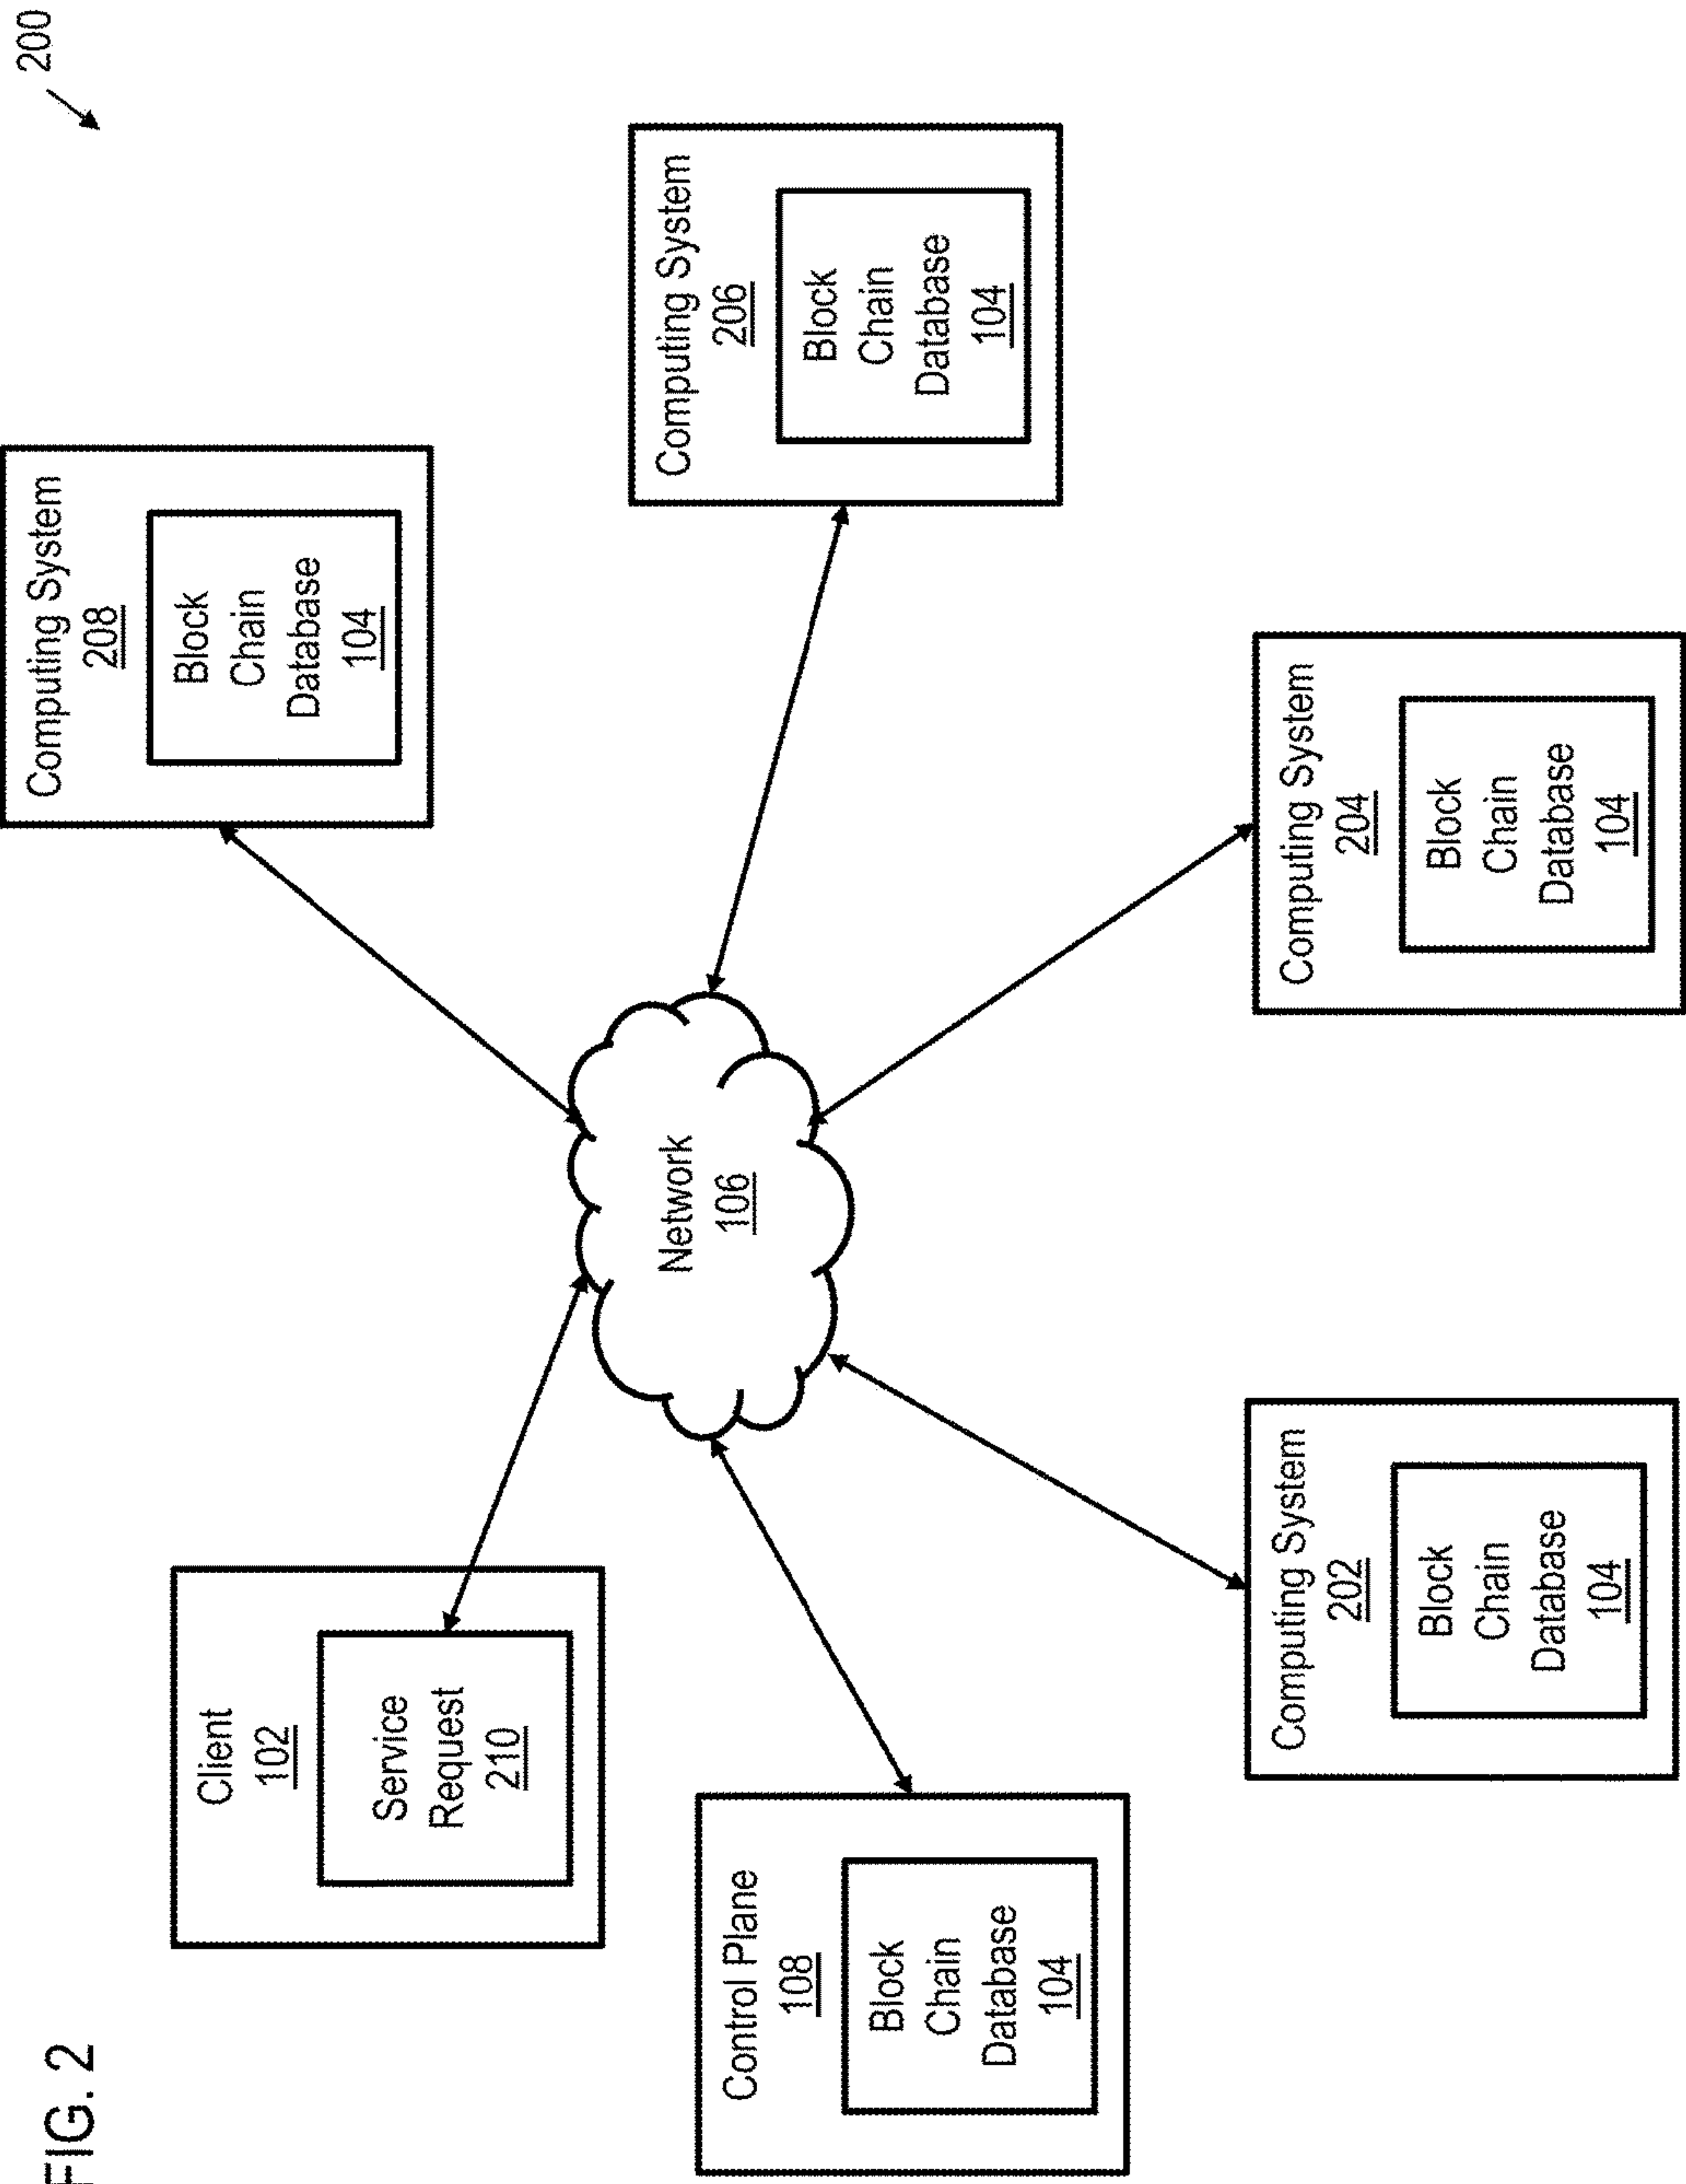 FIG. 2
200
Client
102
Service
Request
210
Computing System
208
Block
Chain
Database
104
Control Plane
108
Block
Chain
Database
104
Network
106
Computing System
206
Block
Chain
Database
104
Computing System
202
Block
Chain
Database
104
Computing System
204
Block
Chain
Database
104